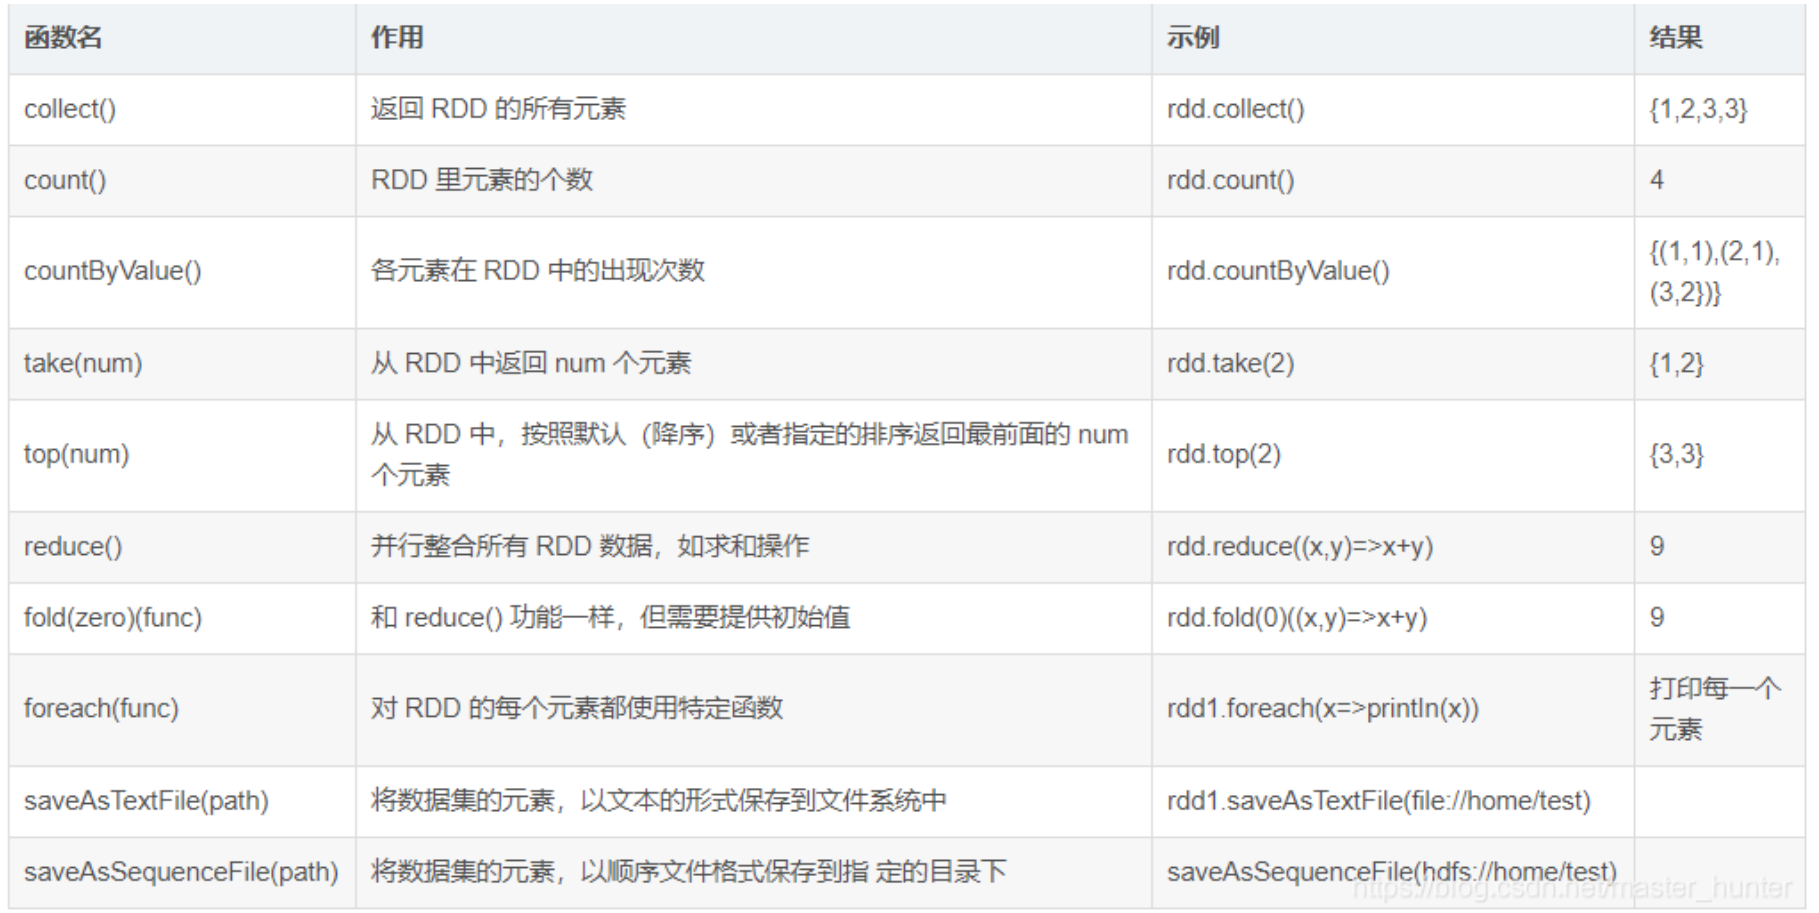 函数名 作用 示例 结果
collect() 返回 RDD 的所有元素 rdd.collect() {1,2,3,3}
count() RDD 里元素的个数 rdd.count() 4
countByValue() 各元素在 RDD 中的出现次数 rdd.countByValue() {(1,1),(2,1),
(3,2})}
take(num) 从 RDD 中返回 num 个元素 rdd.take(2) {1,2}
top(num) 从 RDD 中，按照默认（降序）或者指定的排序返回最前面的 num
个元素 rdd.top(2) {3,3}
reduce() 并行整合所有 RDD 数据，如求和操作 rdd.reduce((x,y)=>x+y) 9
fold(zero)(func) 和 reduce() 功能一样，但需要提供初始值 rdd.fold(0)((x,y)=>x+y) 9
foreach(func) 对 RDD 的每个元素都使用特定函数 rdd1.foreach(x=>println(x)) 打印每一个
元素
saveAsTextFile(path) 将数据集的元素，以文本的形式保存到文件系统中 rdd1.saveAsTextFile(file://home/test)
saveAsSequenceFile(path) 将数据集的元素，以顺序文件格式保存到指 定的目录下 saveAsSequenceFile(hdfs://home/test)
https://blog.csdn.net/master_hunter